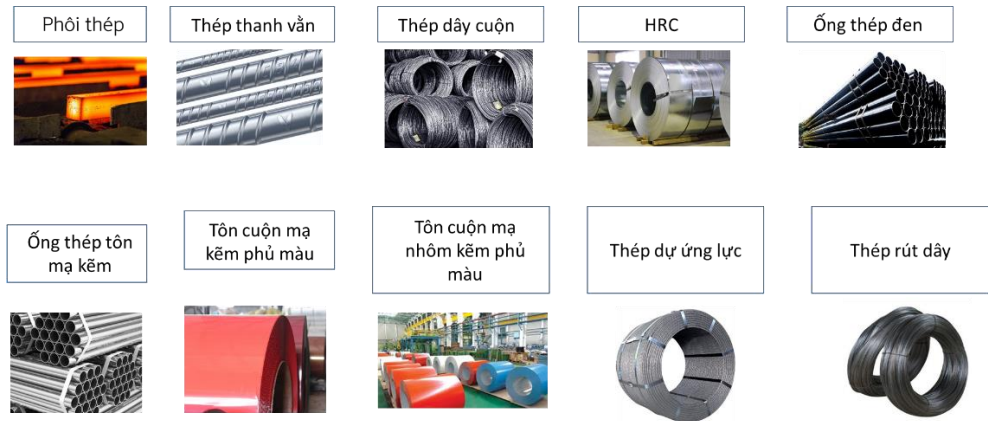 Phôi thép
Thép thanh vằn
Thép dây cuộn
HRC
Ống thép đen
Ống thép tôn
mạ kẽm
Tôn cuộn mạ
kẽm phủ màu
Tôn cuộn mạ
nhôm kẽm phủ
màu
Thép dự ứng lực
Thép rút dây